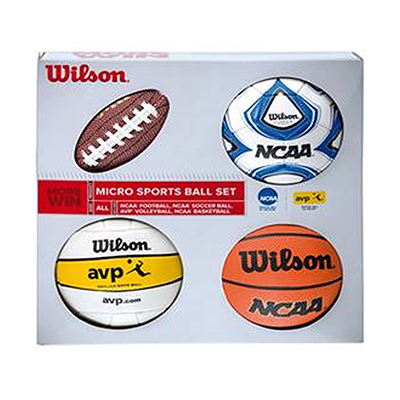 Wilson
Wilson
NCAA
MORE WIN
MICRO SPORTS BALL SET
ALL
NCAA FOOTBALL, NCAA SOCCER BALL,
AVP VOLLEYBALL, NCAA BASKETBALL
NCAA
avp
Wilson
avp
avp.com
Wilson
NCAA